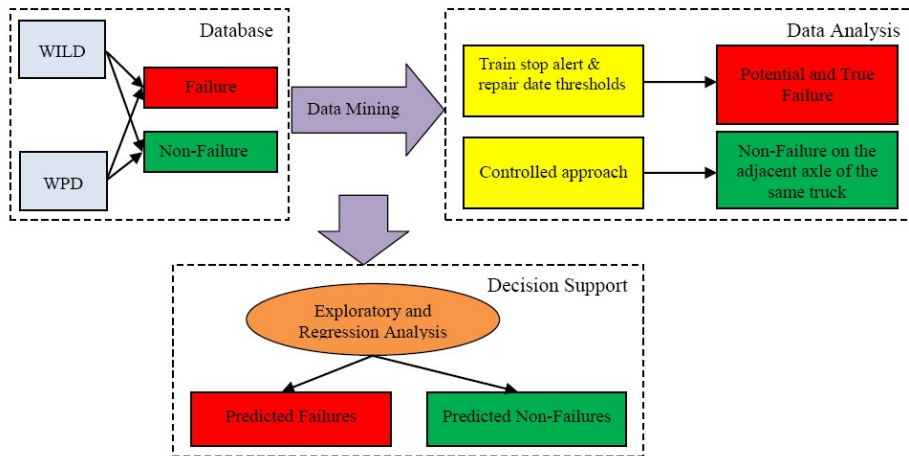 Database
WILD
Failure
Non-Failure
WPD
Data Mining
Data Analysis
Train stop alert &
repair date thresholds
Potential and True
Failure
Controlled approach
Non-Failure on the
adjacent axle of the
same truck
Decision Support
Exploratory and
Regression Analysis
Predicted Failures
Predicted Non-Failures